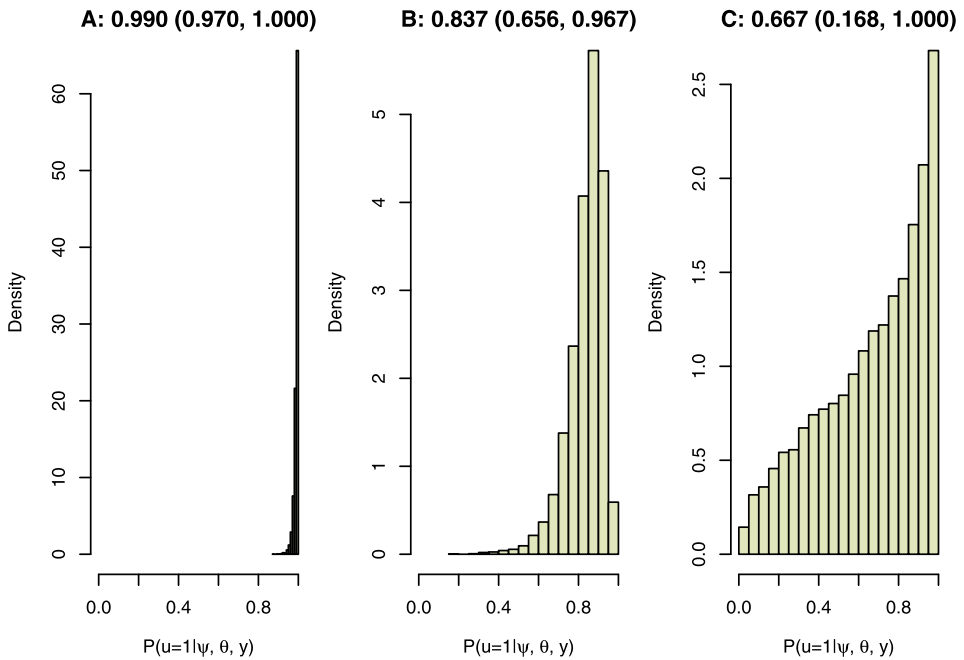 A: 0.990 (0.970, 1.000)
B: 0.837 (0.656, 0.967)
C: 0.667 (0.168, 1.000)
Density
0 10 20 30 40 50 60
0.0 0.4 0.8
P(u=1|ψ, θ, y)
Density
0 1 2 3 4 5
0.0 0.4 0.8
P(u=1|ψ, θ, y)
Density
0.0 0.5 1.0 1.5 2.0 2.5
0.0 0.4 0.8
P(u=1|ψ, θ, y)